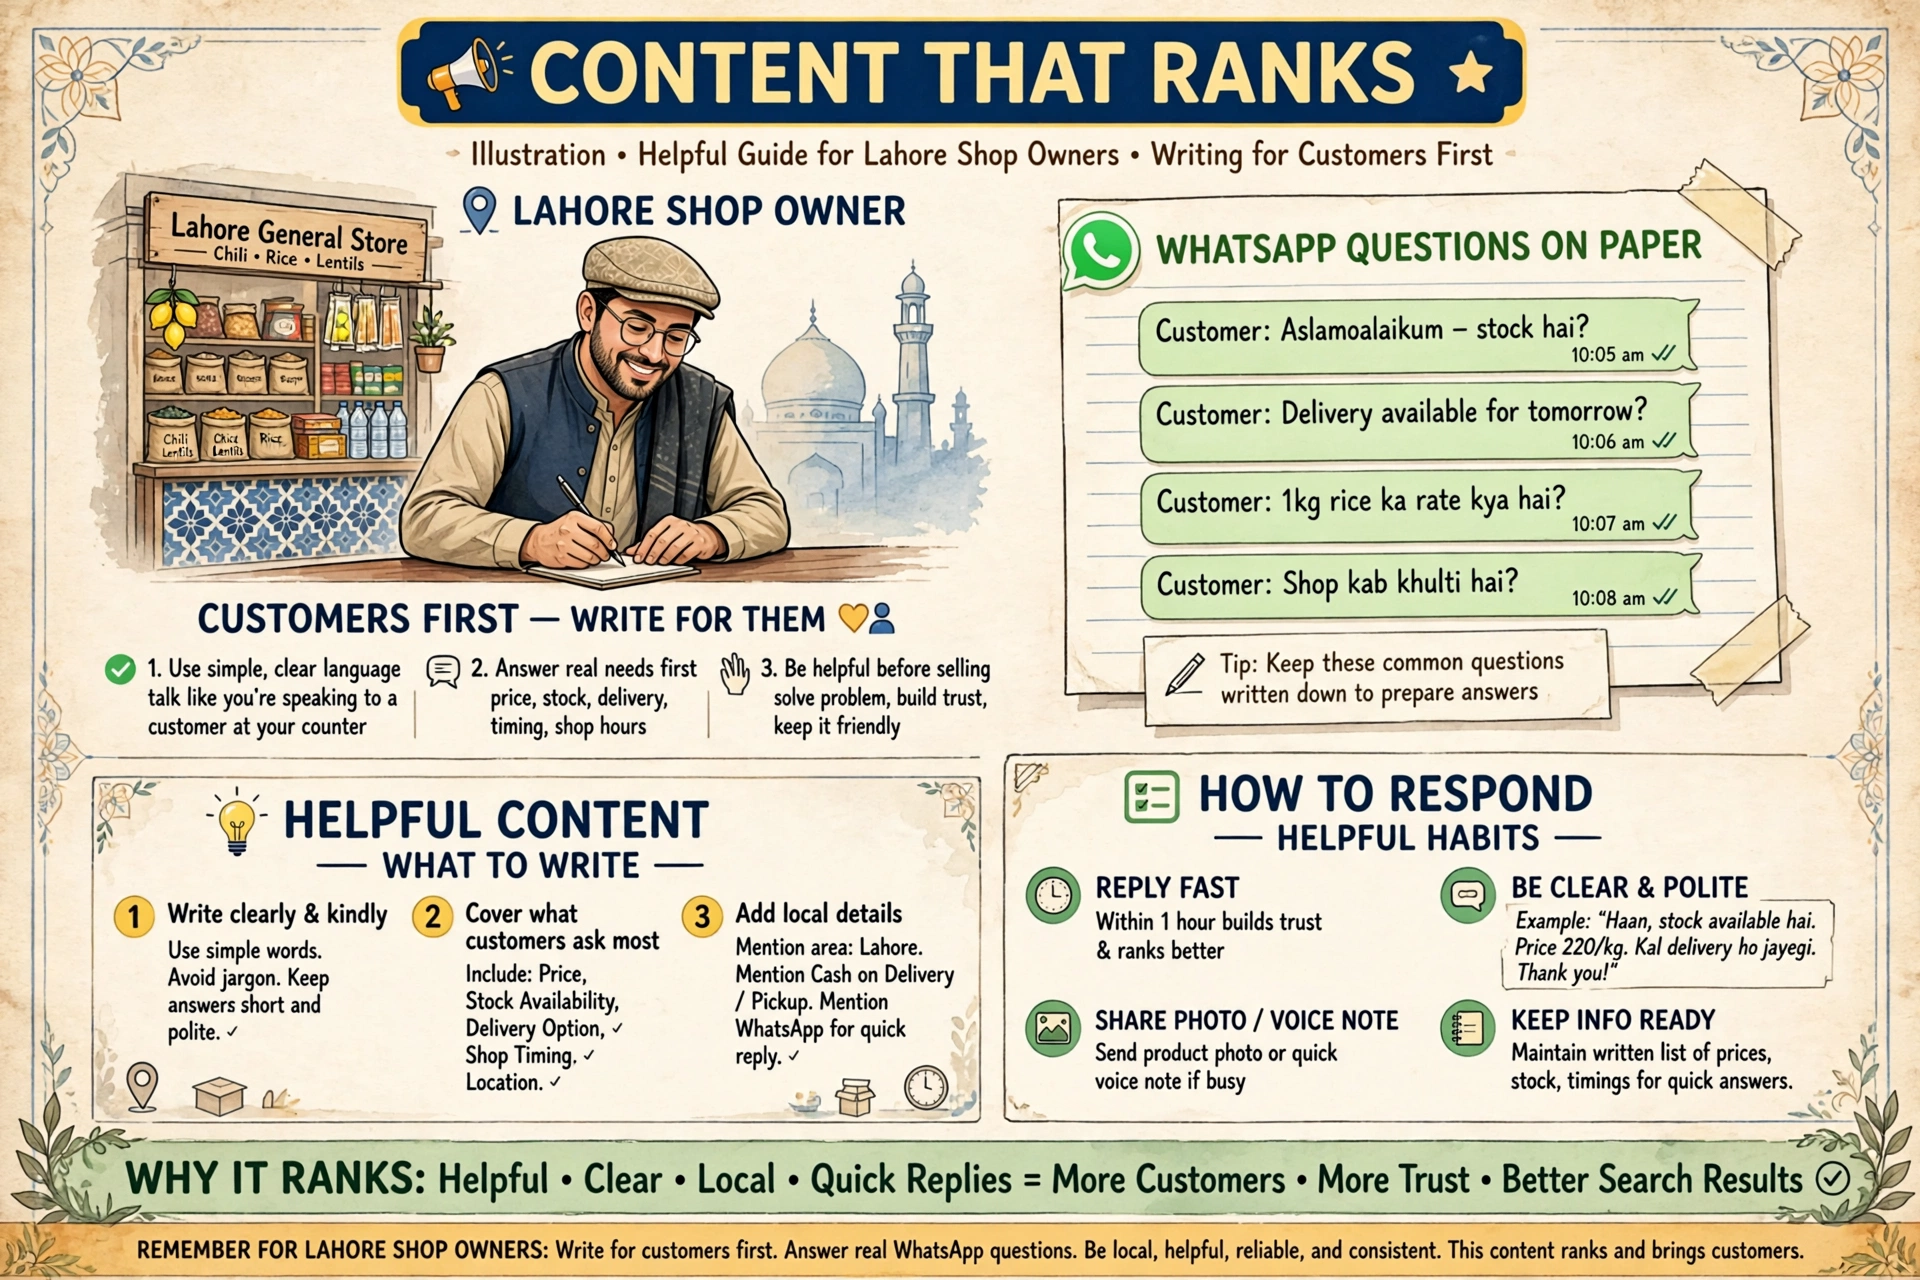 CONTENT THAT RANKS
Illustration • Helpful Guide for Lahore Shop Owners • Writing for Customers First
LAHORE SHOP OWNER
Lahore General Store
Chili • Rice • Lentils
Chili
Lentils
Lentils
Rice
CUSTOMERS FIRST — WRITE FOR THEM
1. Use simple, clear language
talk like you're speaking to a
customer at your counter
2. Answer real needs first
price, stock, delivery,
timing, shop hours
3. Be helpful before selling
solve problem, build trust,
keep it friendly
WHATSAPP QUESTIONS ON PAPER
Customer: Aslamoalaikum – stock hai?
10:05 am
Customer: Delivery available for tomorrow?
10:06 am
Customer: 1kg rice ka rate kya hai?
10:07 am
Customer: Shop kab khulti hai?
10:08 am
Tip: Keep these common questions
written down to prepare answers
HELPFUL CONTENT
— WHAT TO WRITE —
1 Write clearly & kindly
Use simple words.
Avoid jargon. Keep
answers short and
polite. ✓
2 Cover what
customers ask most
Include: Price,
Stock Availability,
Delivery Option, ✓
Shop Timing. ✓
Location. ✓
3 Add local details
Mention area: Lahore.
Mention Cash on Delivery
/ Pickup. Mention
WhatsApp for quick
reply. ✓
HOW TO RESPOND
— HELPFUL HABITS —
REPLY FAST
Within 1 hour builds trust
& ranks better
BE CLEAR & POLITE
Example: "Haan, stock available hai.
Price 220/kg. Kal delivery ho jayegi.
Thank you!"
SHARE PHOTO / VOICE NOTE
Send product photo or quick
voice note if busy
KEEP INFO READY
Maintain written list of prices,
stock, timings for quick answers.
WHY IT RANKS: Helpful • Clear • Local • Quick Replies = More Customers • More Trust • Better Search Results
REMEMBER FOR LAHORE SHOP OWNERS: Write for customers first. Answer real WhatsApp questions. Be local, helpful, reliable, and consistent. This content ranks and brings customers.